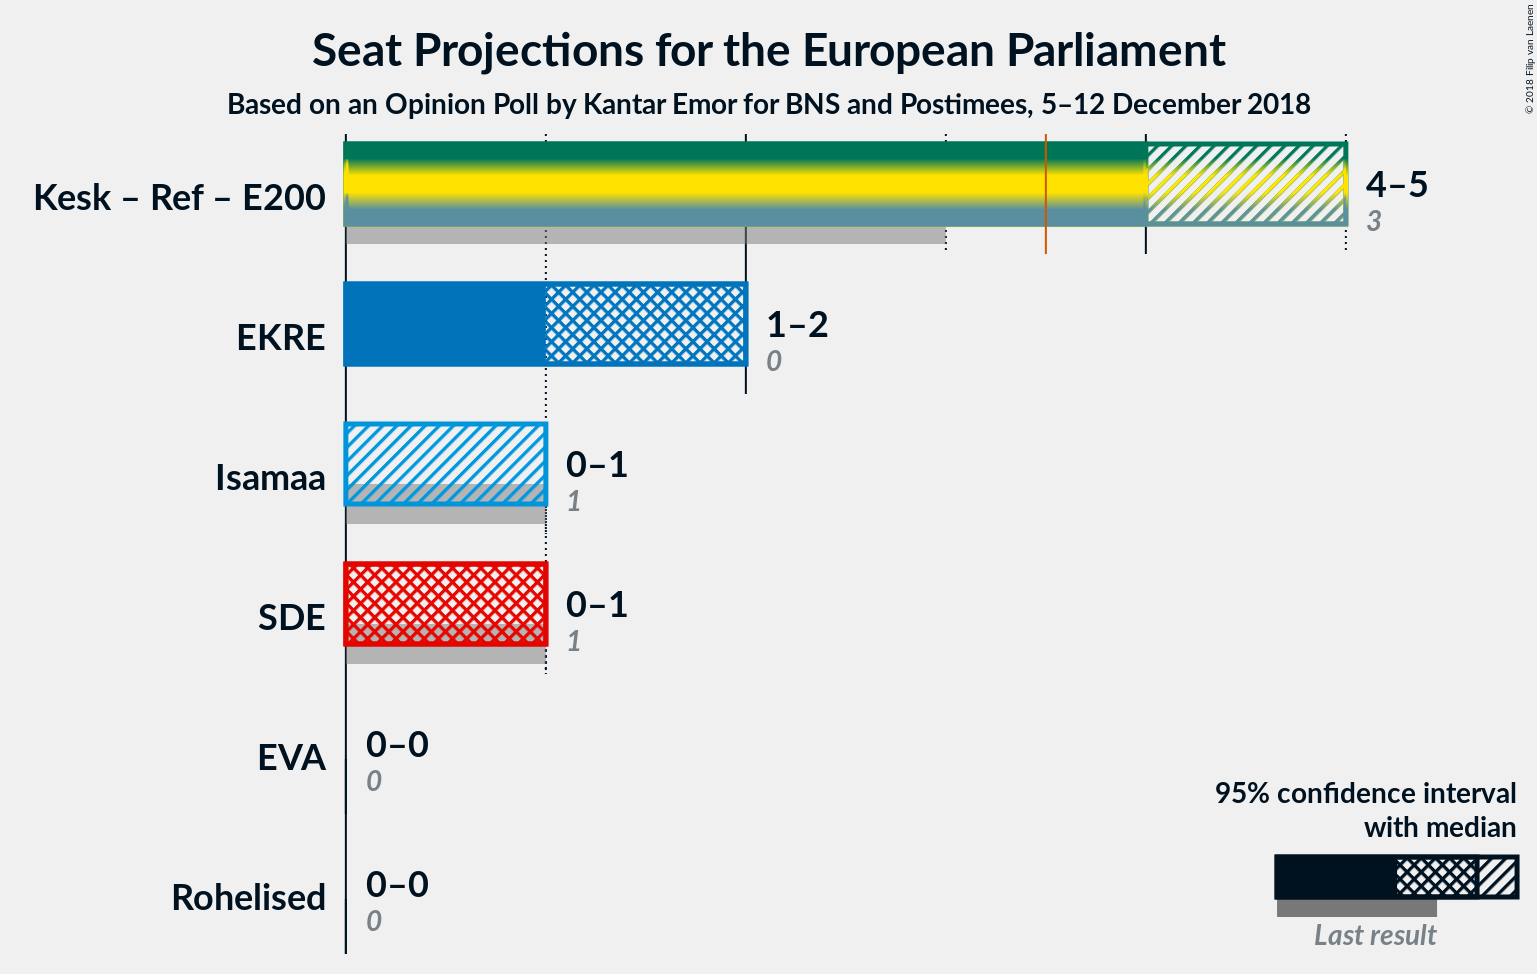 Seat Projections for the European Parliament
Based on an Opinion Poll by Kantar Emor for BNS and Postimees, 5–12 December 2018
© 2018 Filip van Laenen
Kesk – Ref – E200
4–5
3
EKRE
1–2
0
Isamaa
0–1
1
SDE
0–1
1
EVA
0–0
0
Rohelised
0–0
0
95% confidence interval
with median
Last result